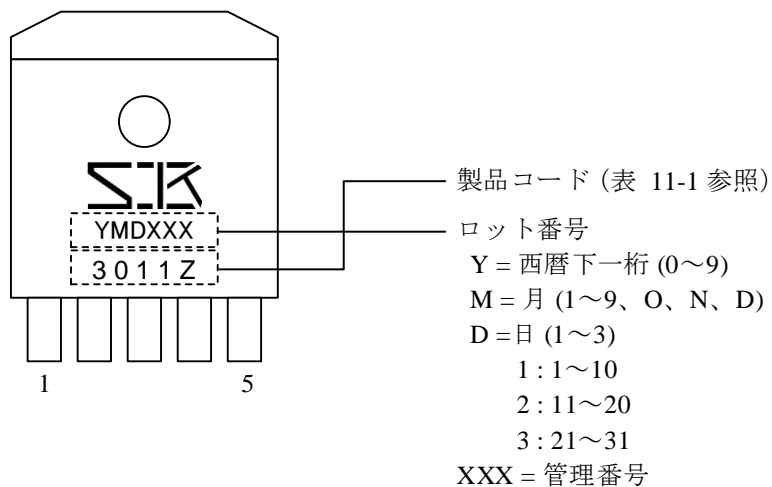 SK
YMDXXX
3011Z
1 5
製品コード (表 11-1 参照)
ロット番号
Y = 西暦下一桁 (0～9)
M = 月 (1～9、O、N、D)
D =日 (1～3)
1 : 1～10
2 : 11～20
3 : 21～31
XXX = 管理番号